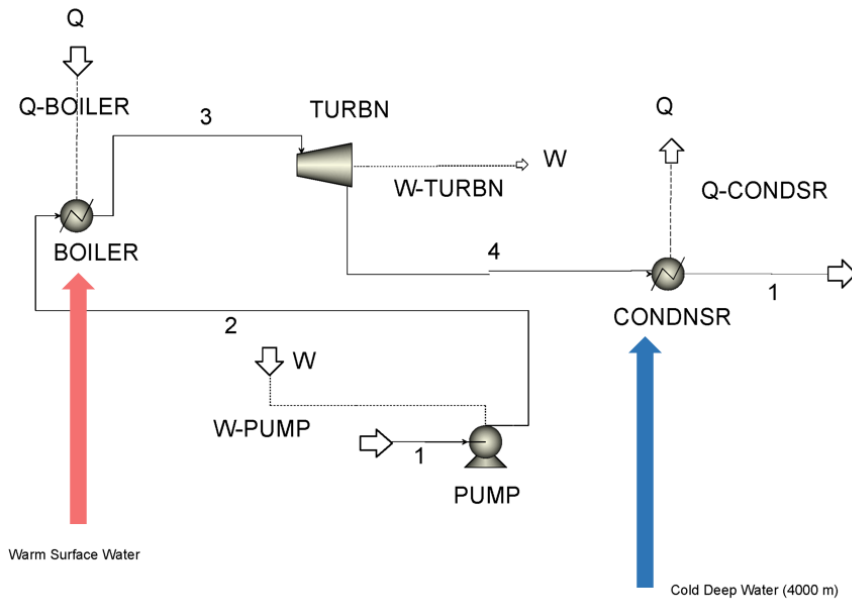 Q
Q-BOILER
3
TURBN
Q
W
W-TURBN
Q-CONDSR
BOILER
4
1
CONDNSR
2
W
W-PUMP
1
PUMP
Warm Surface Water
Cold Deep Water (4000 m)